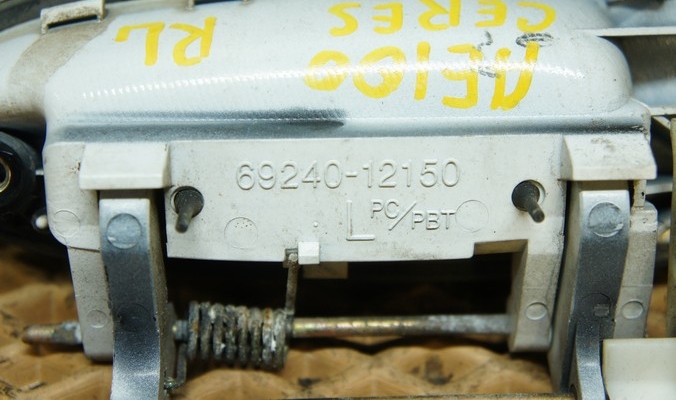 CERES
AE100
RL
69240-12150
L PC/PBT